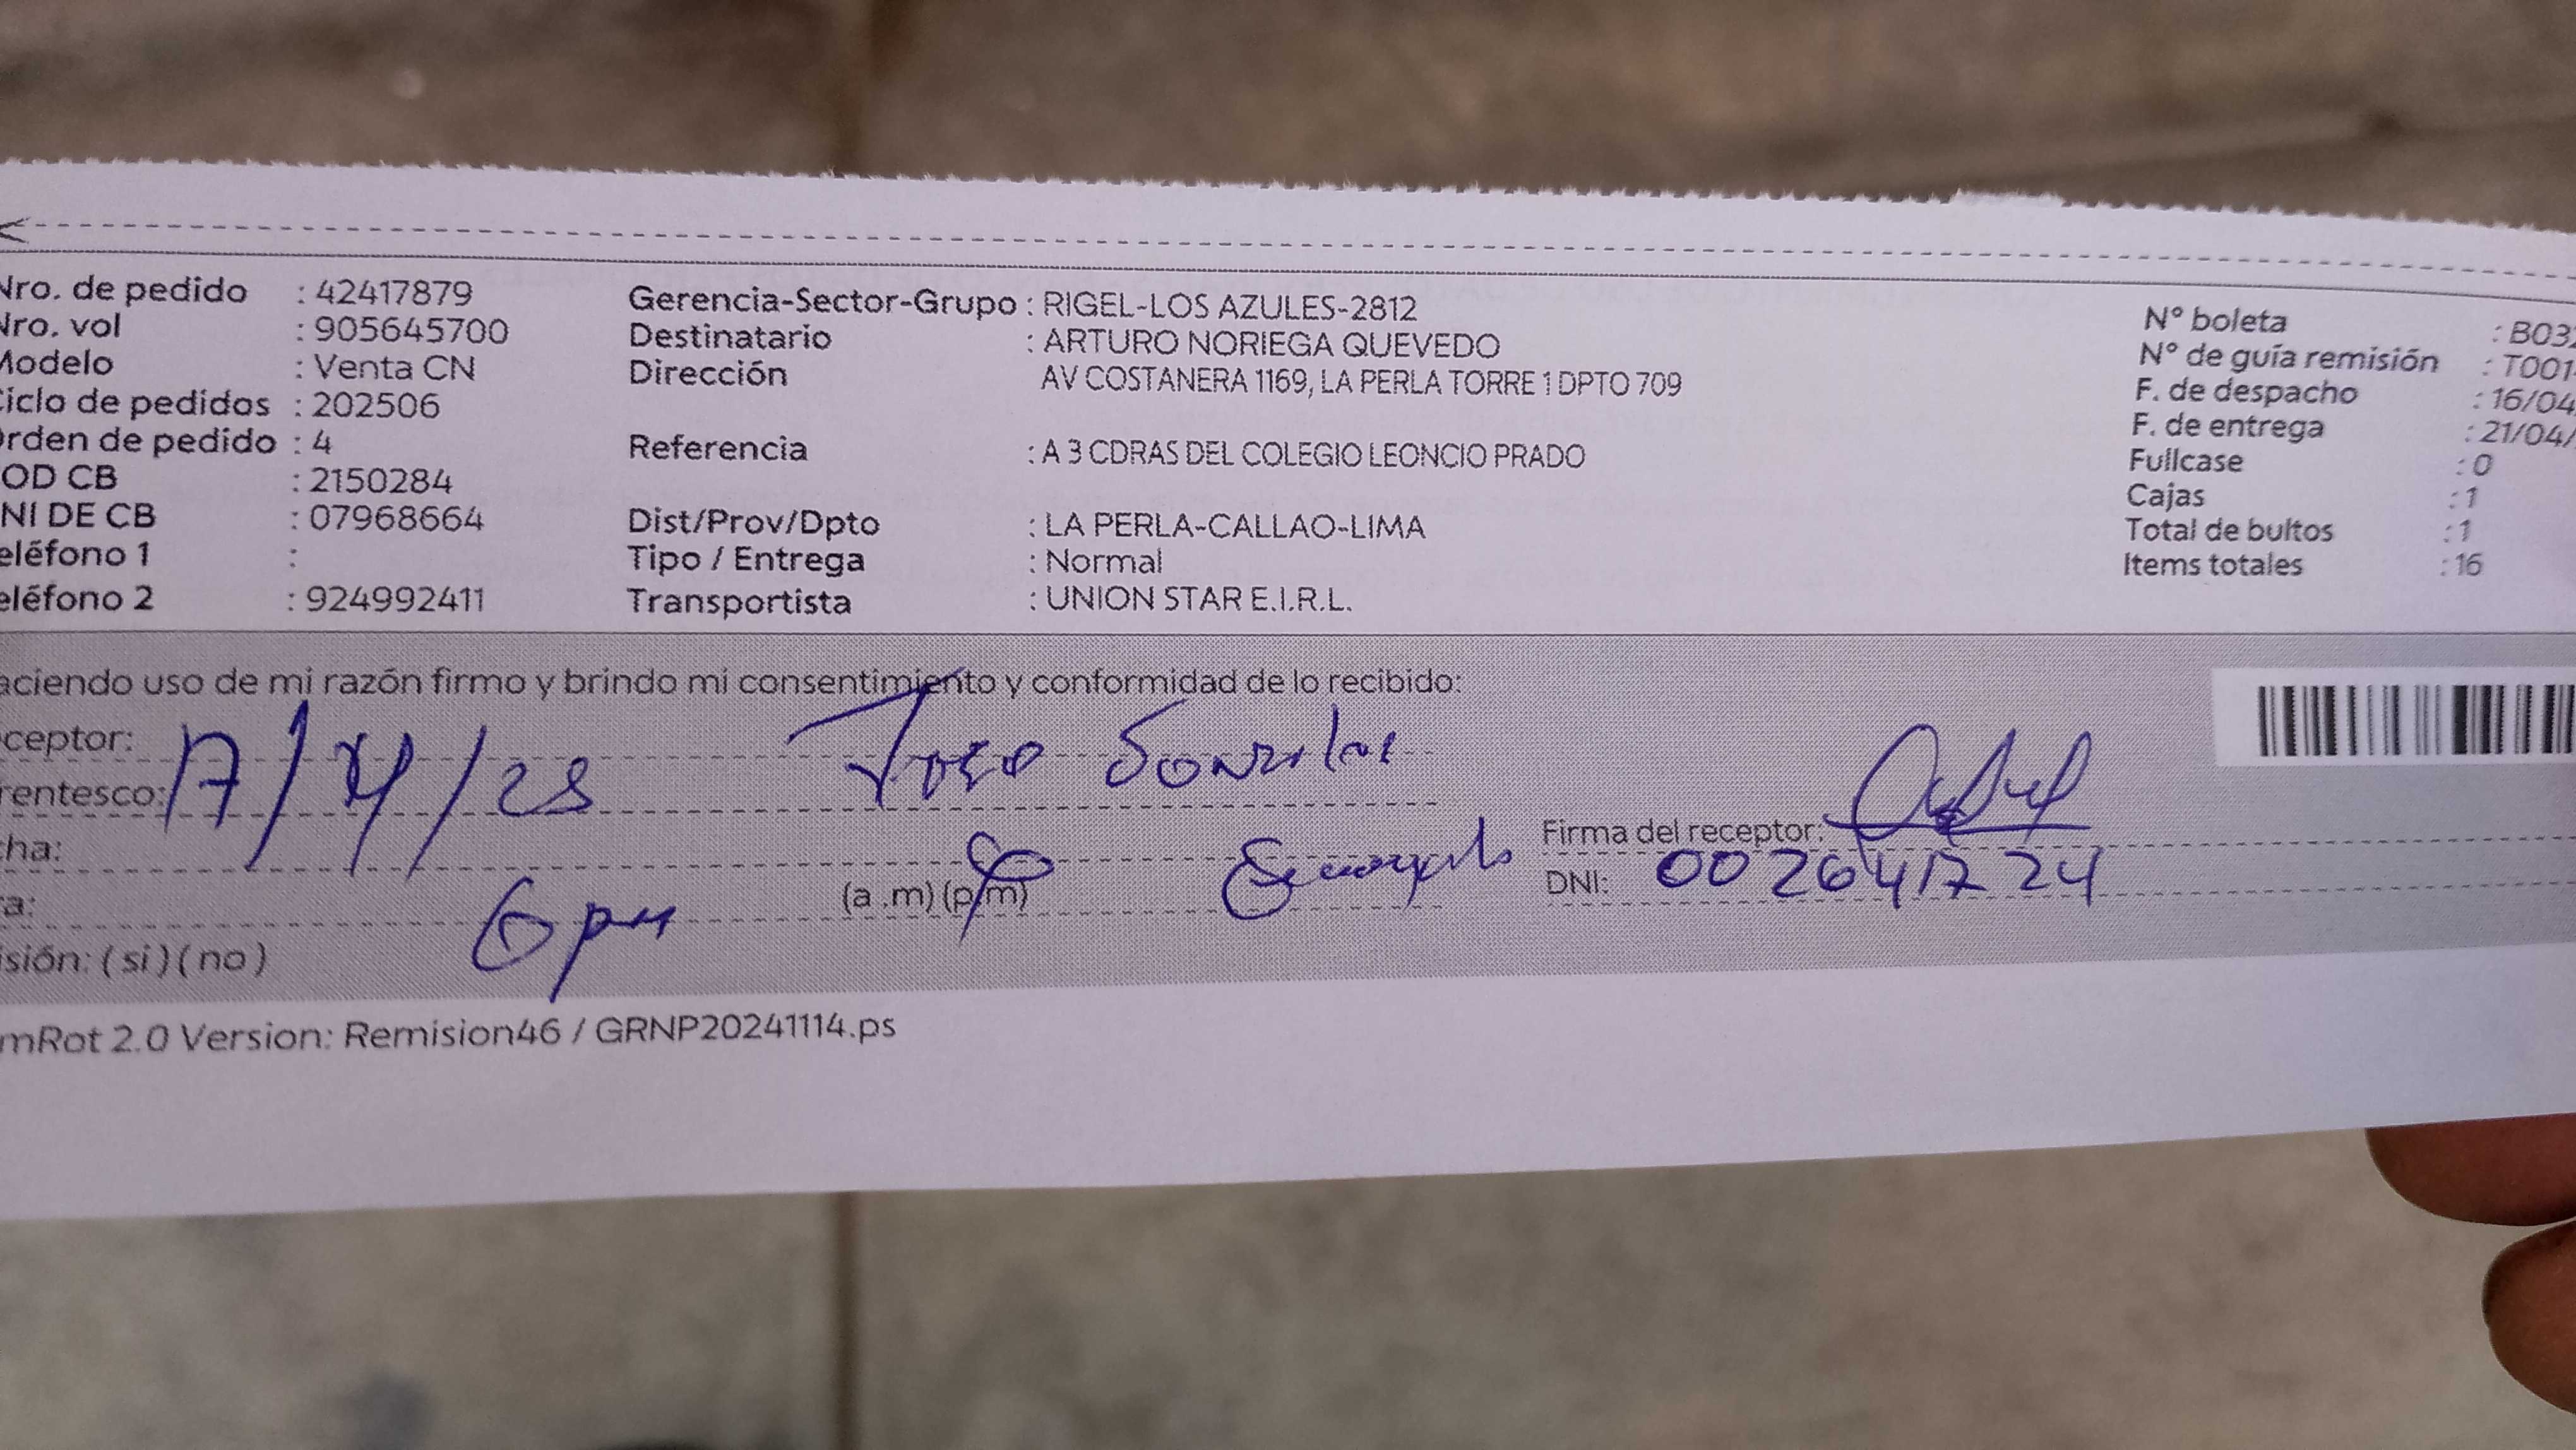 Nro. de pedido : 42417879
Nro. vol : 905645700
Modelo : Venta CN
Ciclo de pedidos : 202506
Orden de pedido : 4
OD CB : 2150284
NI DE CB : 07968664
eléfono 1 :
eléfono 2 : 924992411
Gerencia-Sector-Grupo : RIGEL-LOS AZULES-2812
Destinatario : ARTURO NORIEGA QUEVEDO
Dirección AV COSTANERA 1169, LA PERLA TORRE 1 DPTO 709
Referencia : A 3 CDRAS DEL COLEGIO LEONCIO PRADO
Dist/Prov/Dpto : LA PERLA-CALLAO-LIMA
Tipo / Entrega : Normal
Transportista : UNION STAR E.I.R.L.
N° boleta : B032
N° de guía remisión : T001-
F. de despacho : 16/04
F. de entrega : 21/04/
Fullcase : 0
Cajas : 1
Total de bultos : 1
Items totales : 16
aciendo uso de mi razón firmo y brindo mi consentimiento y conformidad de lo recibido:
ceptor:
rentesco: 17/4/25
cha:
a: 6 pm (a .m) (p.m)
isión: ( si ) ( no )
Firma del receptor:
DNI: 002641724
mRot 2.0 Version: Remision46 / GRNP20241114.ps